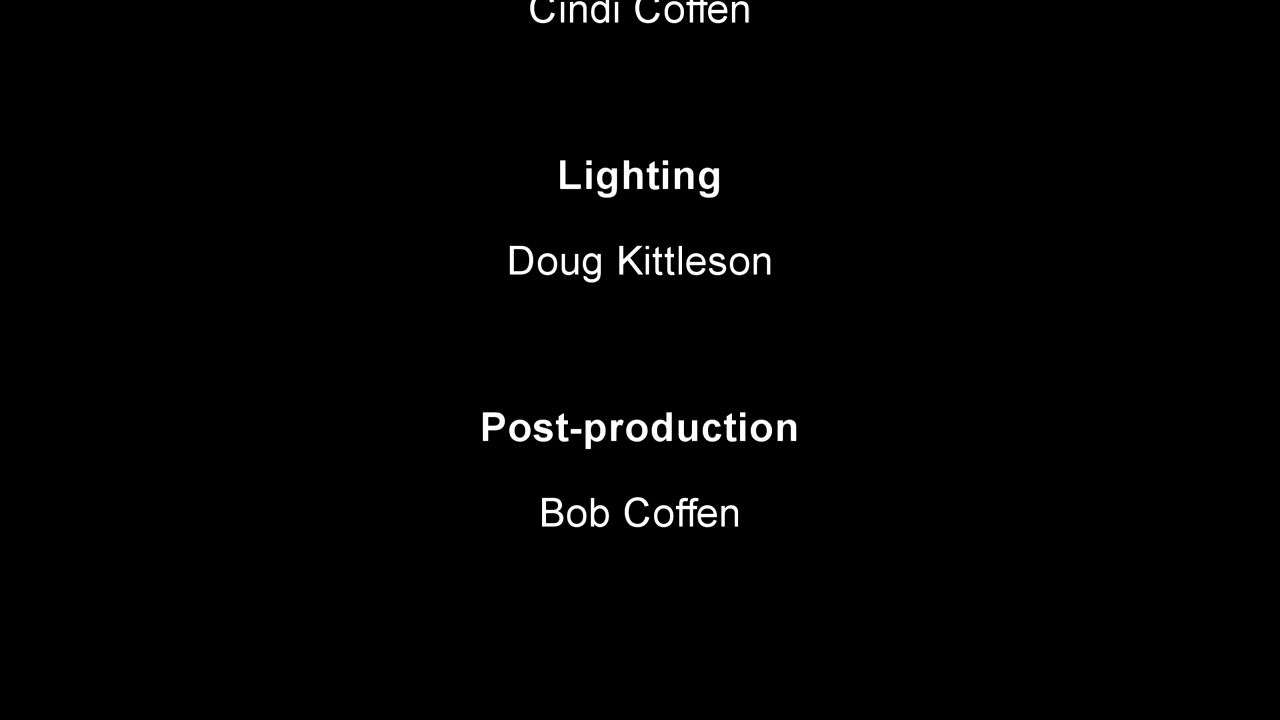 Cindi Coffen
Lighting
Doug Kittleson
Post-production
Bob Coffen